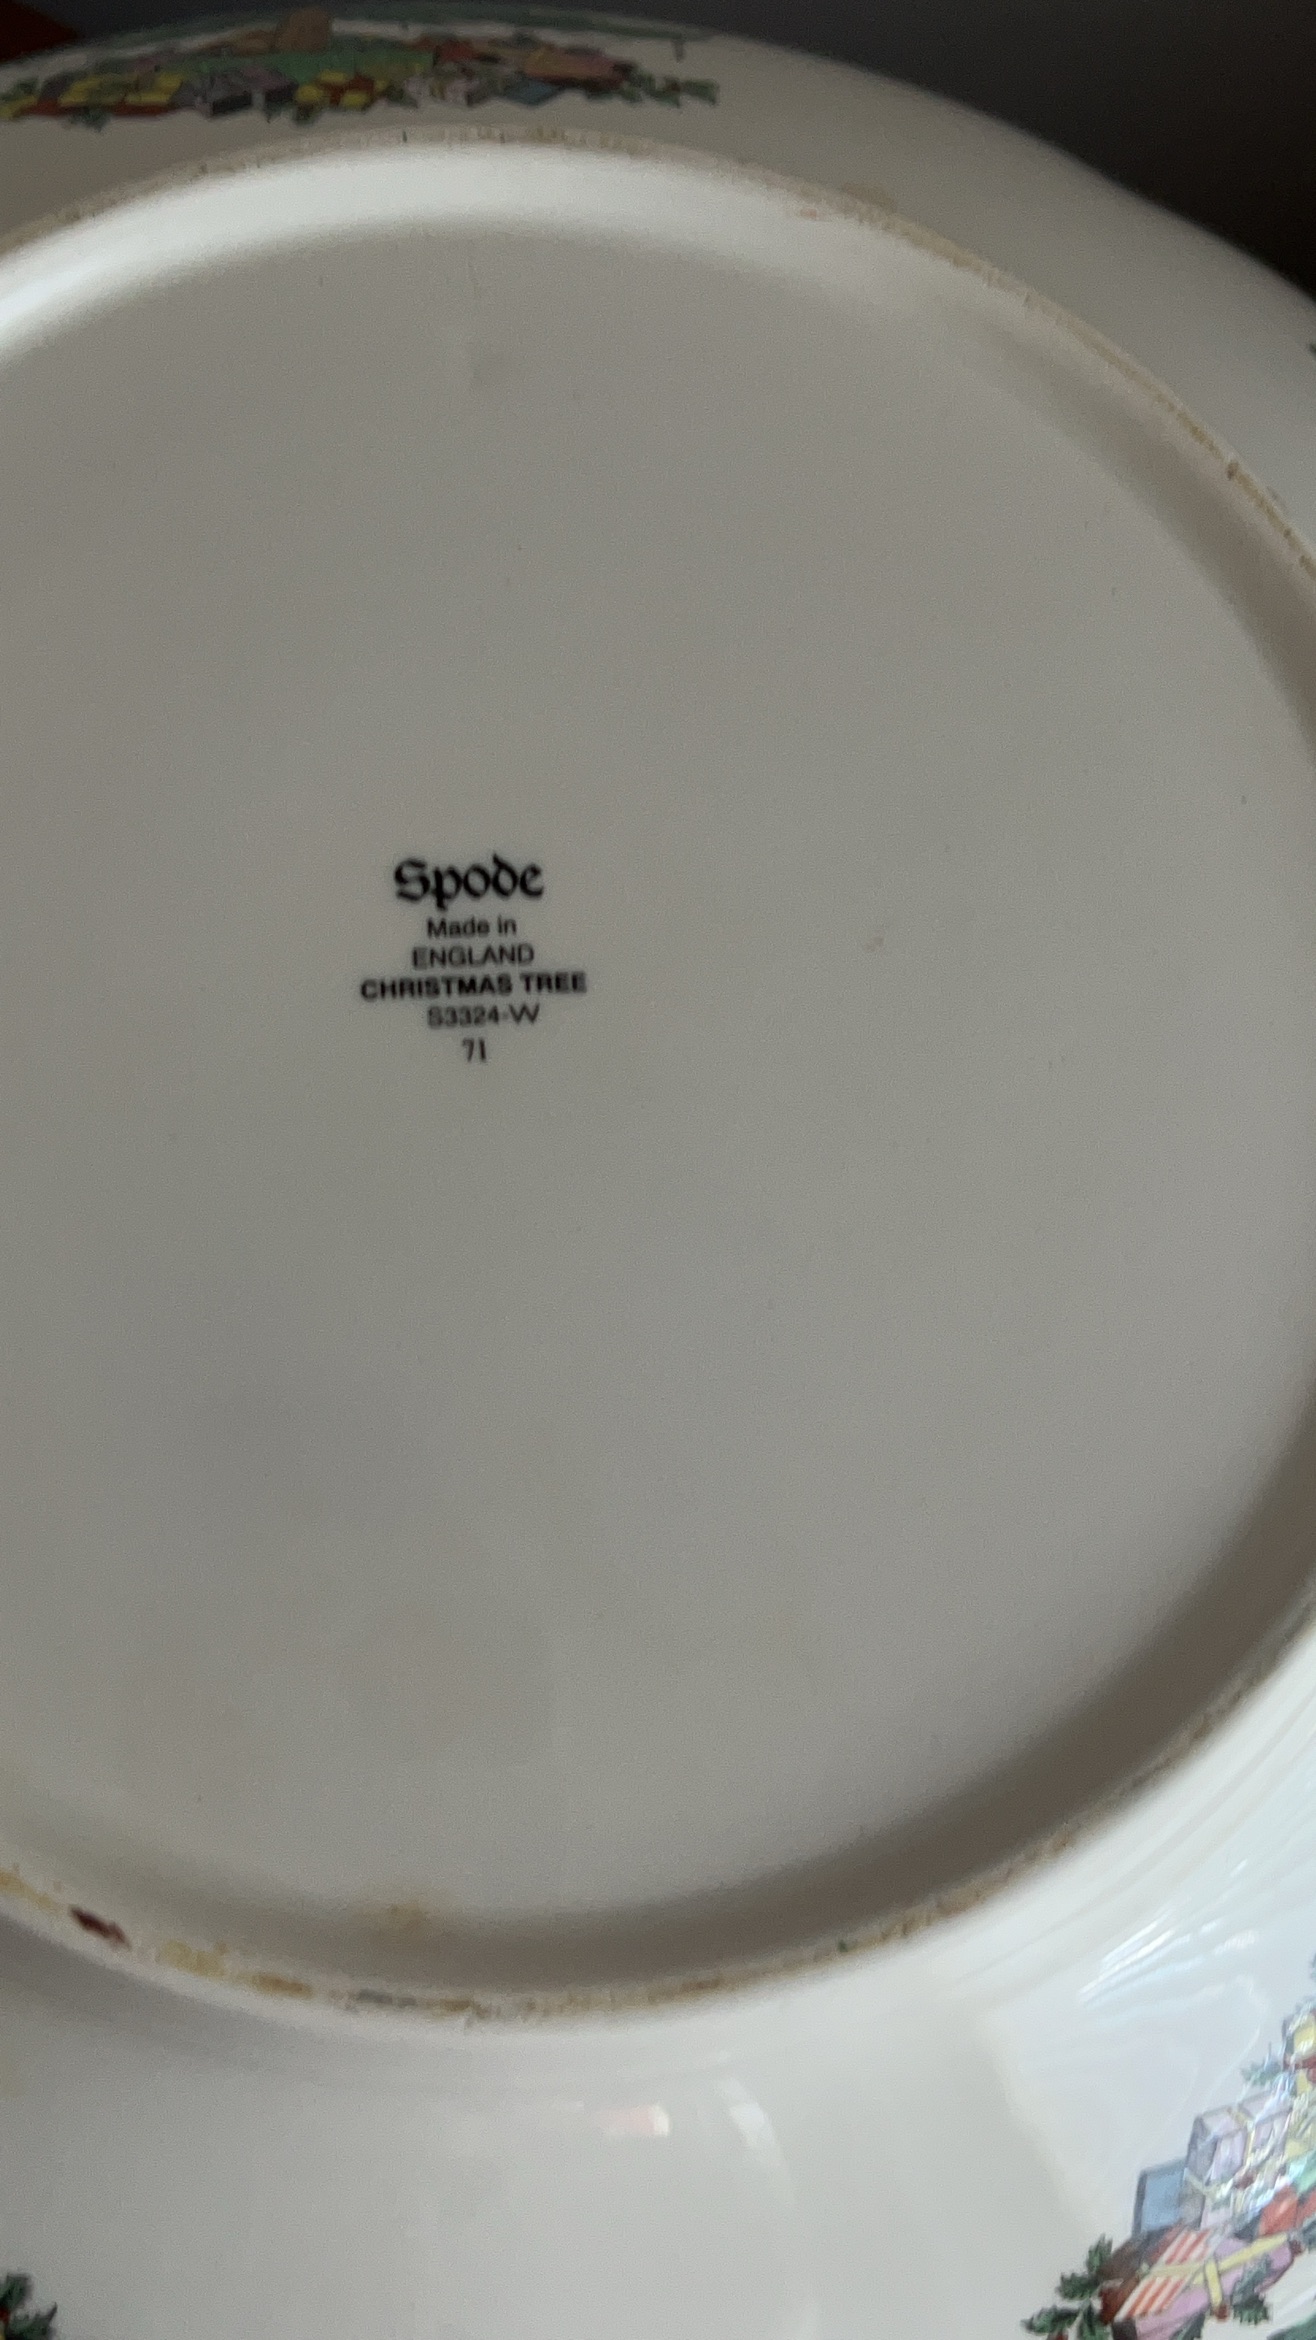 Spode
Made in
ENGLAND
CHRISTMAS TREE
S3324-W
71